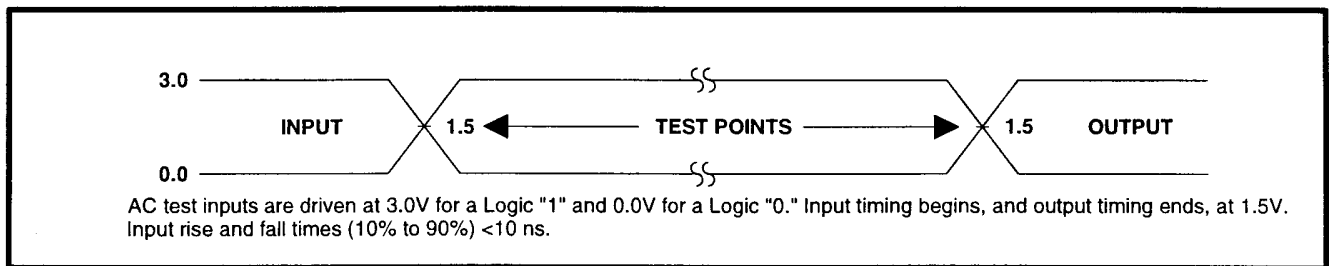 3.0
INPUT 1.5 TEST POINTS 1.5 OUTPUT
0.0
AC test inputs are driven at 3.0V for a Logic "1" and 0.0V for a Logic "0." Input timing begins, and output timing ends, at 1.5V.
Input rise and fall times (10% to 90%) <10 ns.